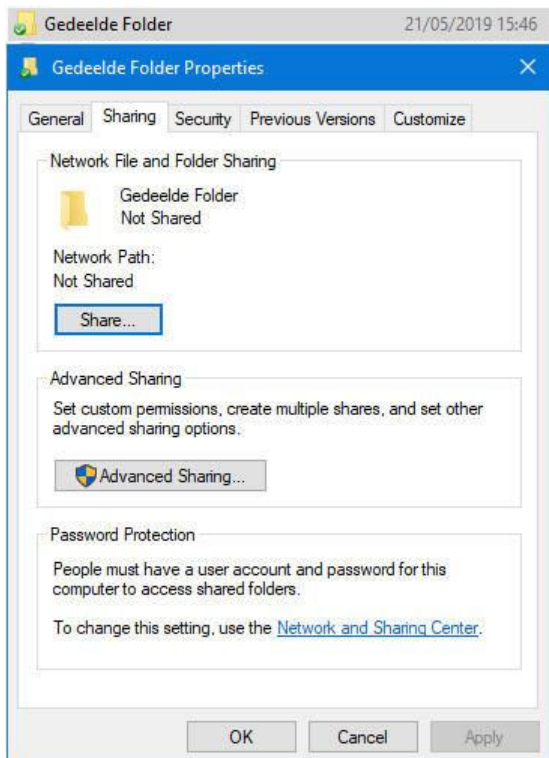 Gedeelde Folder 21/05/2019 15:46
Gedeelde Folder Properties
General Sharing Security Previous Versions Customize
Network File and Folder Sharing
Gedeelde Folder
Not Shared
Network Path:
Not Shared
Share...
Advanced Sharing
Set custom permissions, create multiple shares, and set other
advanced sharing options.
Advanced Sharing...
Password Protection
People must have a user account and password for this
computer to access shared folders.
To change this setting, use the Network and Sharing Center.
OK Cancel Apply